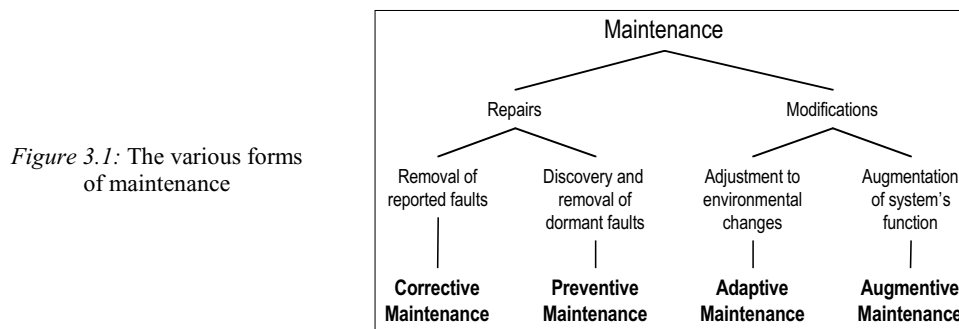 Figure 3.1: The various forms
of maintenance
Maintenance
Repairs
Modifications
Removal of
reported faults
Discovery and
removal of
dormant faults
Adjustment to
environmental
changes
Augmentation
of system's
function
Corrective
Maintenance
Preventive
Maintenance
Adaptive
Maintenance
Augmentive
Maintenance